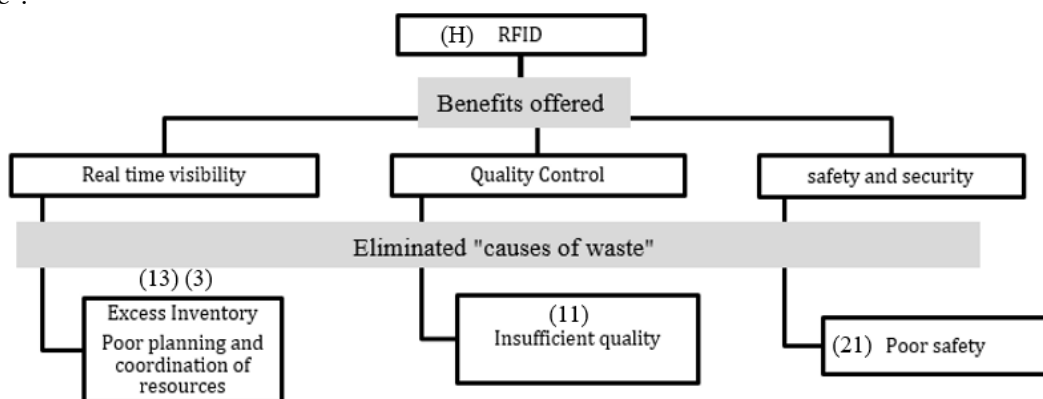 (H) RFID
Benefits offered
Real time visibility
Quality Control
safety and security
Eliminated "causes of waste"
(13) (3)
Excess Inventory
Poor planning and
coordination of
resources
(11)
Insufficient quality
(21) Poor safety